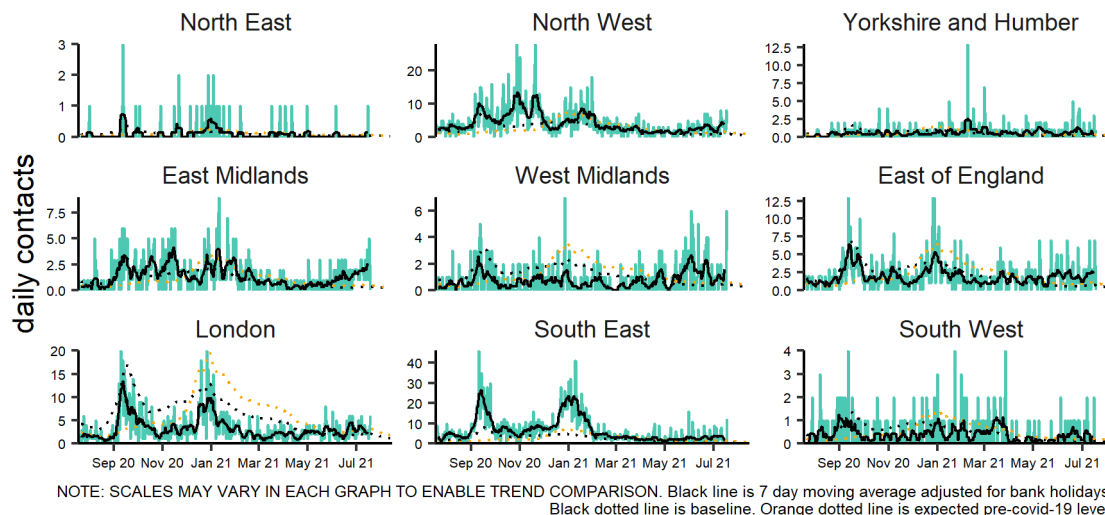 North East North West Yorkshire and Humber
3 2 1 0
20 10 0
12.5 10.0 7.5 5.0 2.5 0.0
East Midlands West Midlands East of England
7.5 5.0 2.5 0.0
6 4 2 0
12.5 10.0 7.5 5.0 2.5 0.0
daily contacts
London South East South West
20 15 10 5 0
40 30 20 10 0
4 3 2 1 0
Sep 20 Nov 20 Jan 21 Mar 21 May 21 Jul 21 Sep 20 Nov 20 Jan 21 Mar 21 May 21 Jul 21 Sep 20 Nov 20 Jan 21 Mar 21 May 21 Jul 21
NOTE: SCALES MAY VARY IN EACH GRAPH TO ENABLE TREND COMPARISON. Black line is 7 day moving average adjusted for bank holidays
Black dotted line is baseline. Orange dotted line is expected pre-covid-19 leve